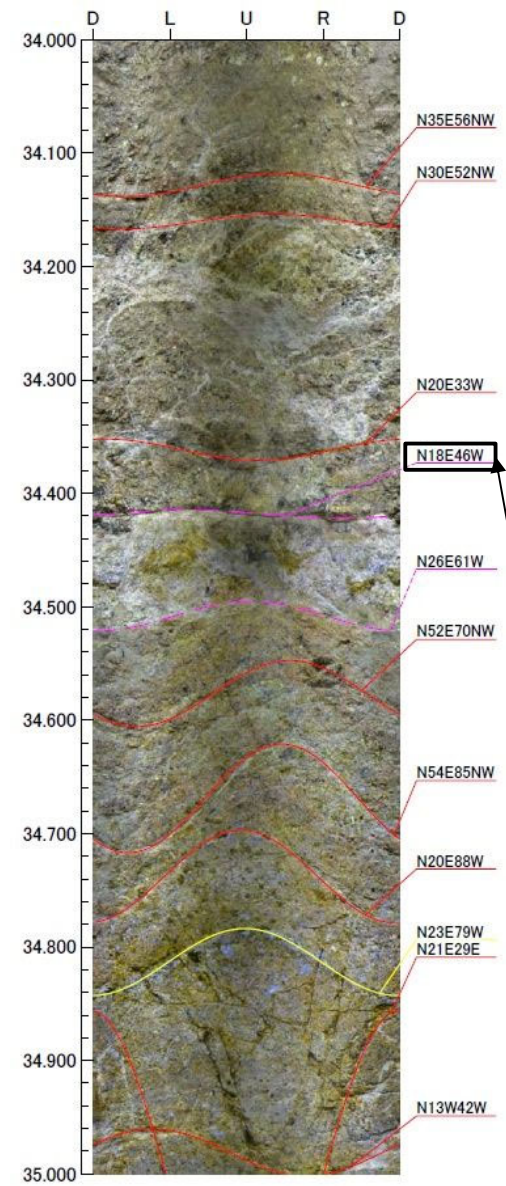 D L U R D
34.000
34.100
34.200
34.300
34.400
34.500
34.600
34.700
34.800
34.900
35.000
N35E56NW
N30E52NW
N20E33W
N18E46W
N26E61W
N52E70NW
N54E85NW
N20E88W
N23E79W
N21E29E
N13W42W